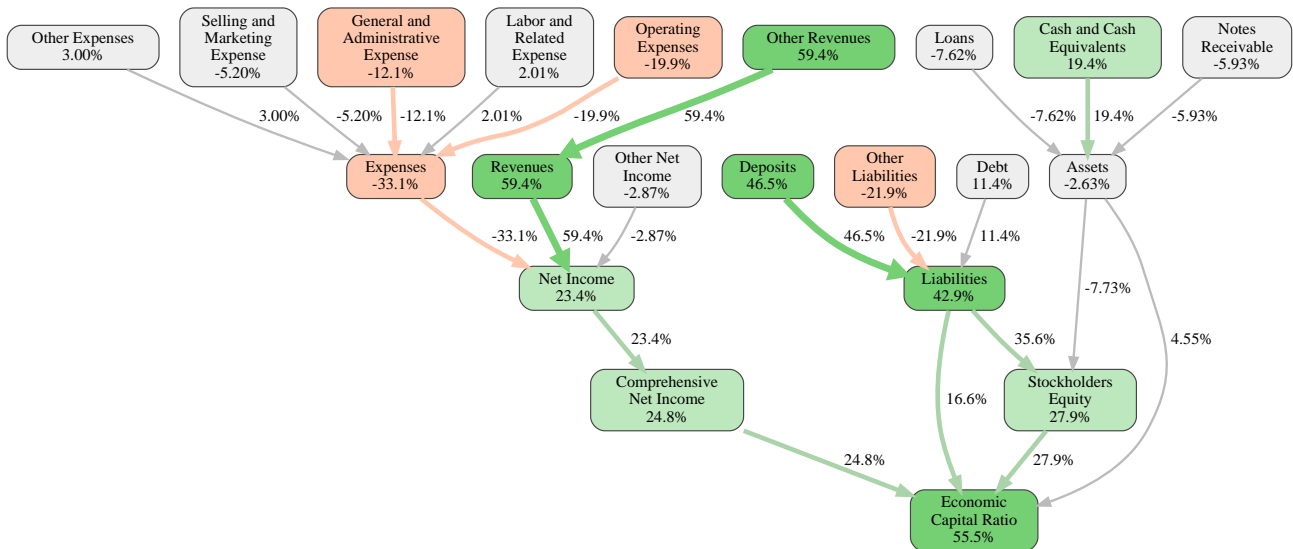 Other Expenses
3.00%
Selling and
Marketing
Expense
-5.20%
General and
Administrative
Expense
-12.1%
Labor and
Related
Expense
2.01%
Operating
Expenses
-19.9%
Other Revenues
59.4%
Loans
-7.62%
Cash and Cash
Equivalents
19.4%
Notes
Receivable
-5.93%
3.00%
-5.20%
-12.1%
2.01%
-19.9%
59.4%
-7.62%
19.4%
-5.93%
Expenses
-33.1%
Revenues
59.4%
Other Net
Income
-2.87%
Deposits
46.5%
Other
Liabilities
-21.9%
Debt
11.4%
Assets
-2.63%
-33.1%
59.4%
-2.87%
46.5%
-21.9%
11.4%
Net Income
23.4%
Liabilities
42.9%
-7.73%
23.4%
35.6%
4.55%
Comprehensive
Net Income
24.8%
16.6%
Stockholders
Equity
27.9%
24.8%
27.9%
Economic
Capital Ratio
55.5%